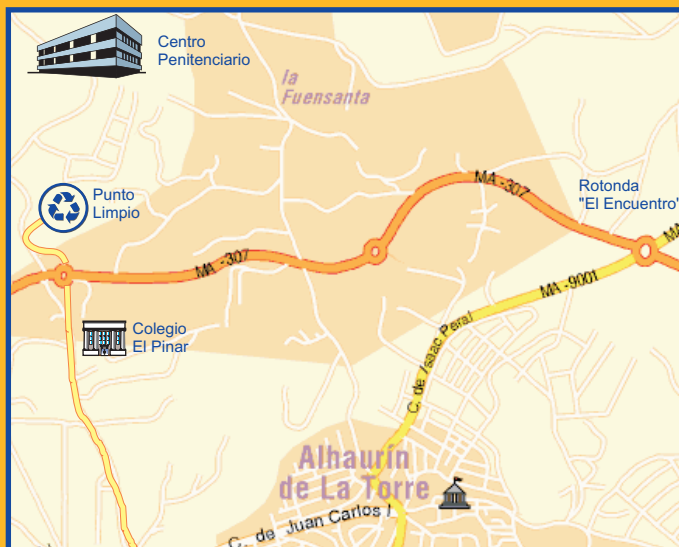 Centro
Penitenciario
la
Fuensanta
Punto
Limpio
MA -307
Rotonda
"El Encuentro"
MA
MA -307
MA -9001
Colegio
El Pinar
C. de Isaac Peral
Alhaurín
de La Torre
C. de Juan Carlos I